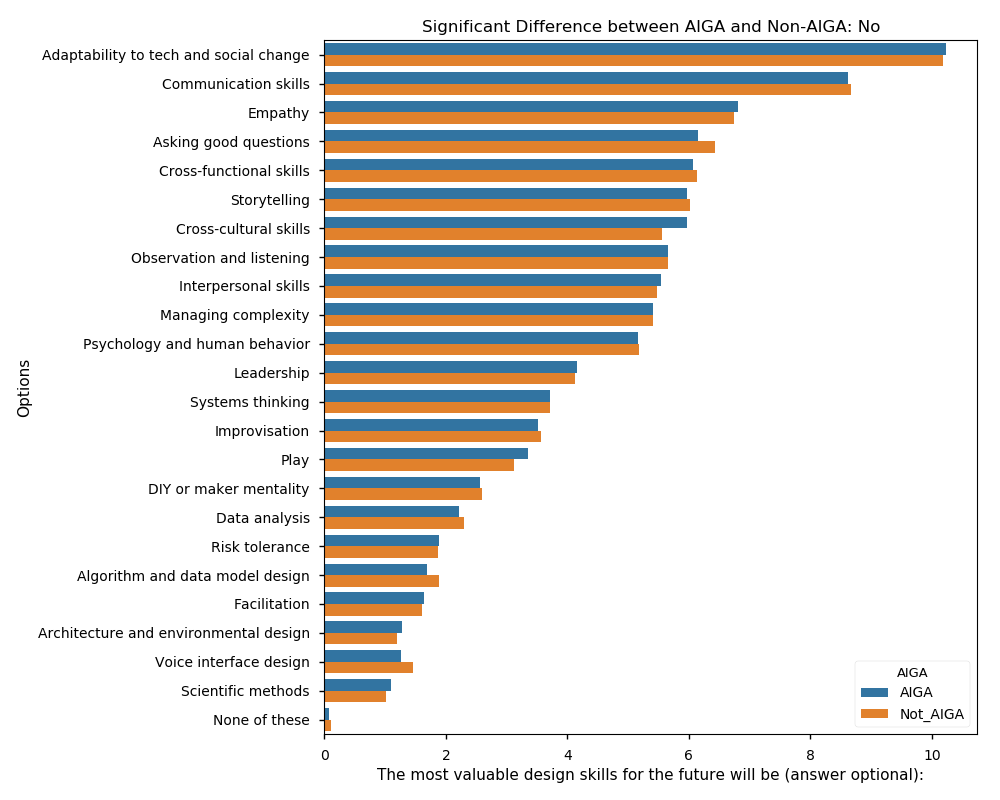 Significant Difference between AIGA and Non-AIGA: No
Adaptability to tech and social change
Communication skills
Empathy
Asking good questions
Cross-functional skills
Storytelling
Cross-cultural skills
Observation and listening
Interpersonal skills
Managing complexity
Psychology and human behavior
Leadership
Systems thinking
Improvisation
Play
DIY or maker mentality
Data analysis
Risk tolerance
Algorithm and data model design
Facilitation
Architecture and environmental design
Voice interface design
Scientific methods
None of these
Options
AIGA
AIGA
Not_AIGA
0 2 4 6 8 10
The most valuable design skills for the future will be (answer optional):